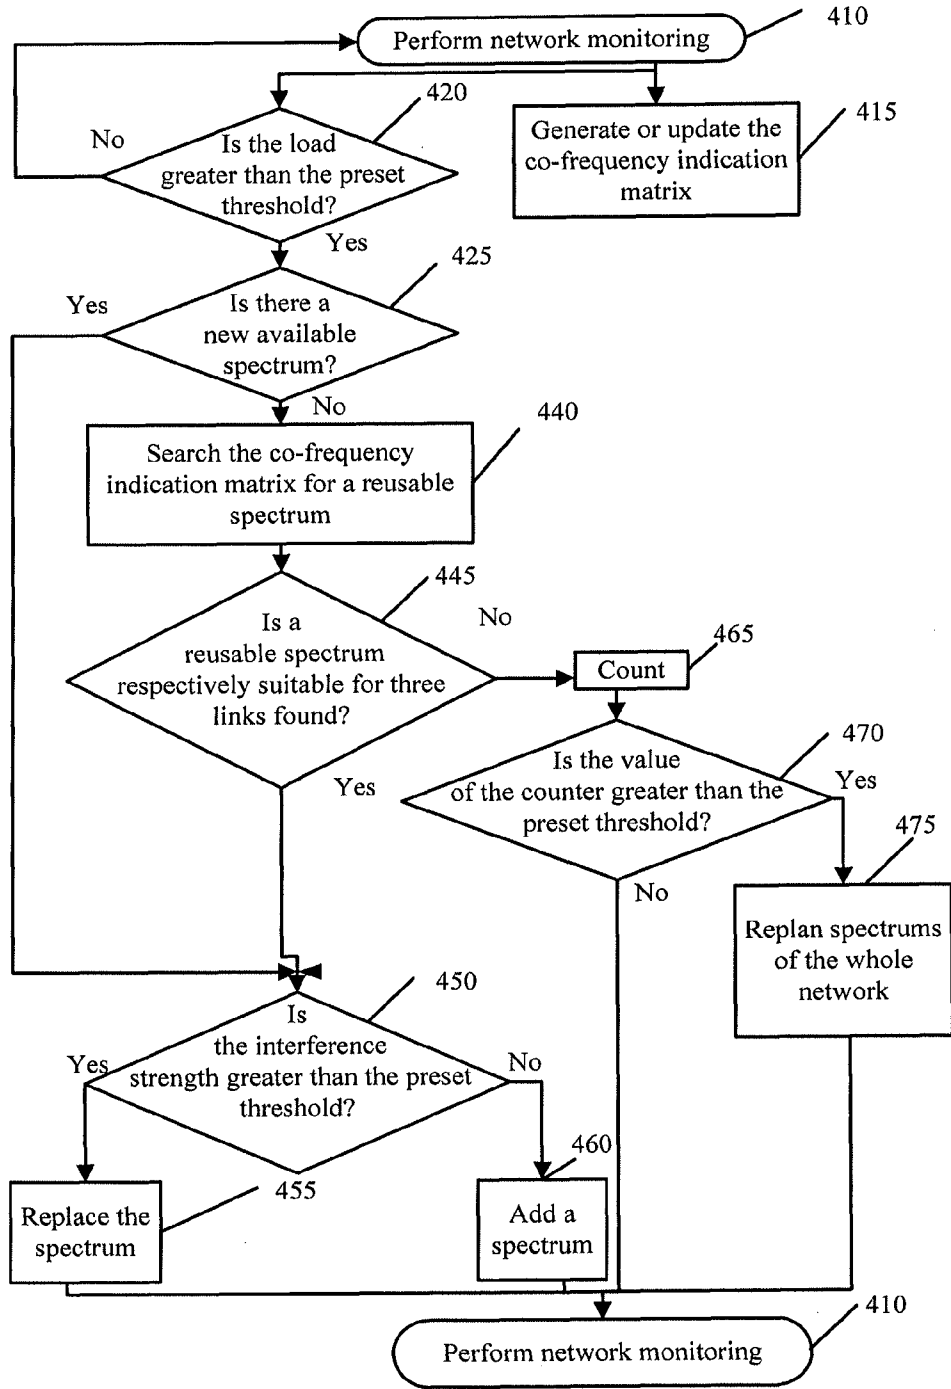 410
Perform network monitoring
420
415
No
Is the load
greater than the preset
threshold?
Generate or update the
co-frequency indication
matrix
Yes
425
Yes
Is there a
new available
spectrum?
No
440
Search the co-frequency
indication matrix for a reusable
spectrum
445
No
Is a
reusable spectrum
respectively suitable for three
links found?
465
Count
Yes
470
Is the value
of the counter greater than the
preset threshold?
Yes
475
No
Replan spectrums
of the whole
network
450
Is
the interference
strength greater than the preset
threshold?
Yes
No
460
455
Replace the
spectrum
Add a
spectrum
410
Perform network monitoring